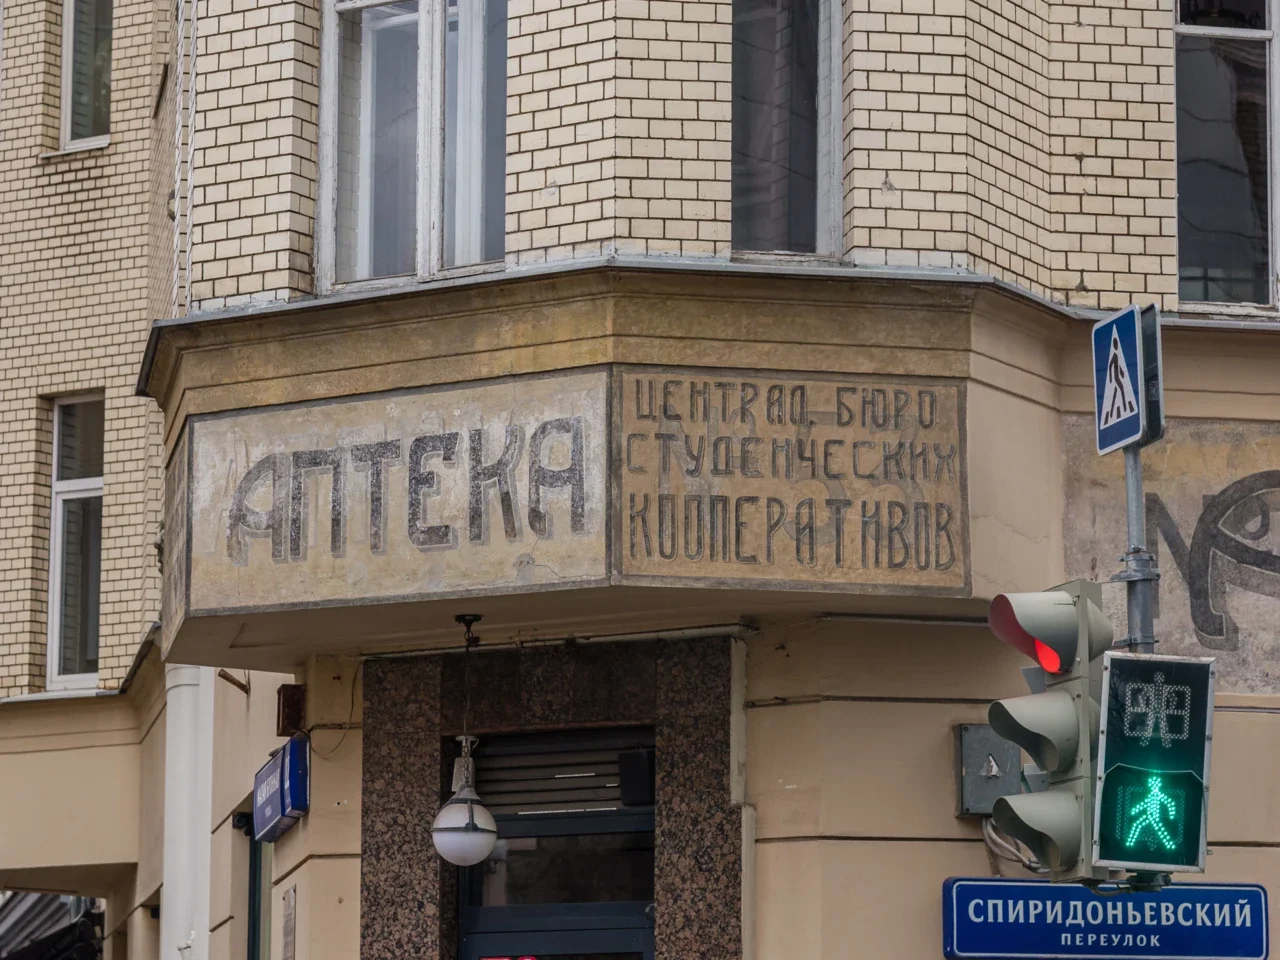 АПТЕКА
ЦЕНТРАЛ. БЮРО
СТУДЕНЧЕСКИХ
КООПЕРАТИВОВ
СПИРИДОНЬЕВСКИЙ
ПЕРЕУЛОК